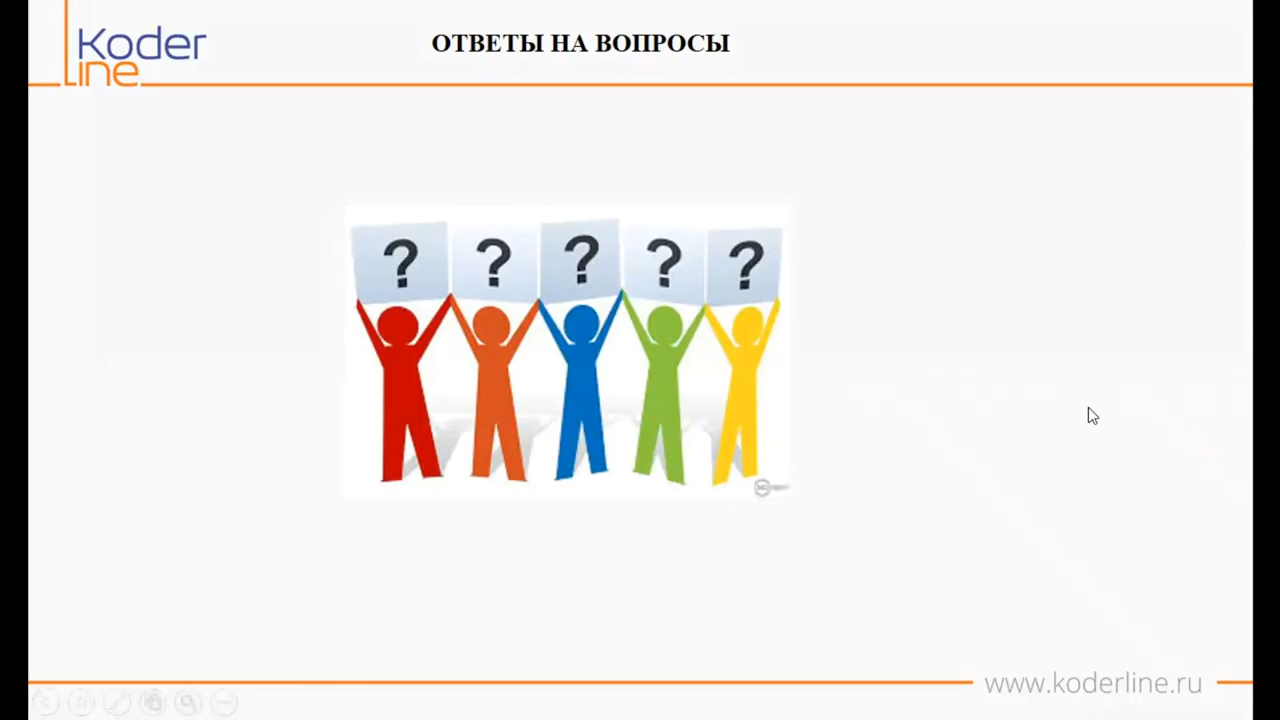 Koder
line
ОТВЕТЫ НА ВОПРОСЫ
? ? ? ? ?
www.koderline.ru